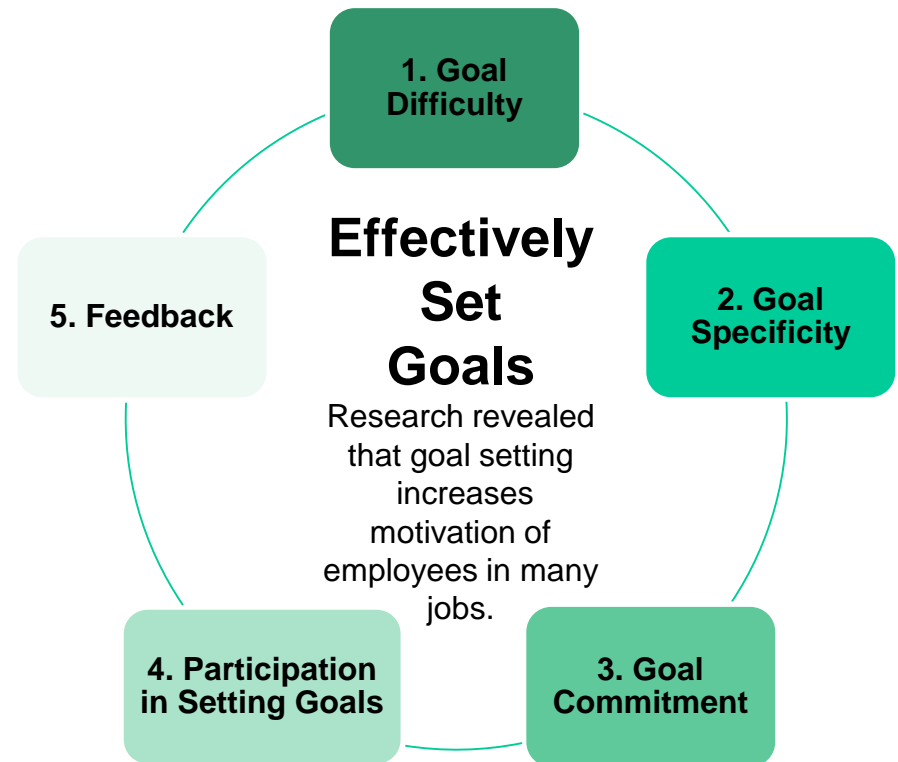 1. Goal
Difficulty
2. Goal
Specificity
3. Goal
Commitment
4. Participation
in Setting Goals
5. Feedback
Effectively
Set
Goals
Research revealed
that goal setting
increases
motivation of
employees in many
jobs.